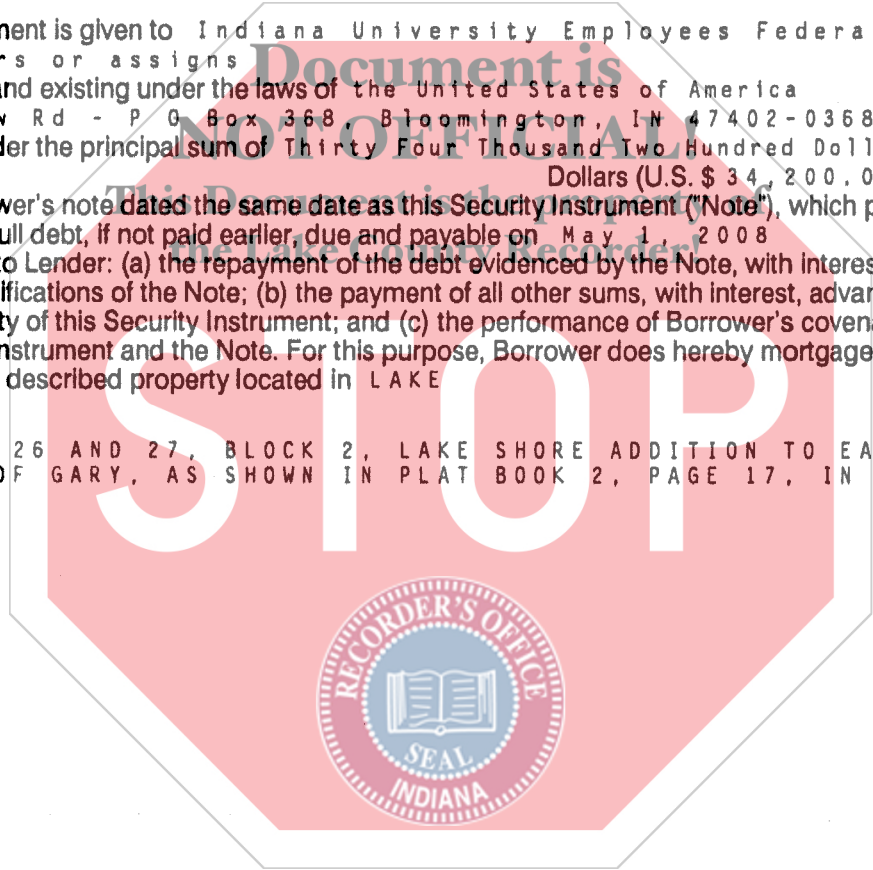 ment is given to Indiana University Employees Federa
rs or assigns
Document is
and existing under the laws of the United States of America
w Rd - P O Box 368, Bloomington, IN 47402-0368
NOT OFFICIAL!
der the principal sum of Thirty Four Thousand Two Hundred Doll
Dollars (U.S. $ 34,200.0
This Document is the property of
wer's note dated the same date as this Security Instrument ("Note"), which p
ull debt, if not paid earlier, due and payable on May 1, 2008
the Lake County Recorder!
o Lender: (a) the repayment of the debt evidenced by the Note, with interes
ifications of the Note; (b) the payment of all other sums, with interest, advan
ty of this Security Instrument; and (c) the performance of Borrower's covena
nstrument and the Note. For this purpose, Borrower does hereby mortgage
described property located in LAKE
26 AND 27, BLOCK 2, LAKE SHORE ADDITION TO EA
OF GARY, AS SHOWN IN PLAT BOOK 2, PAGE 17, IN
STOP
RECORDER'S OFFICE
SEAL
INDIANA